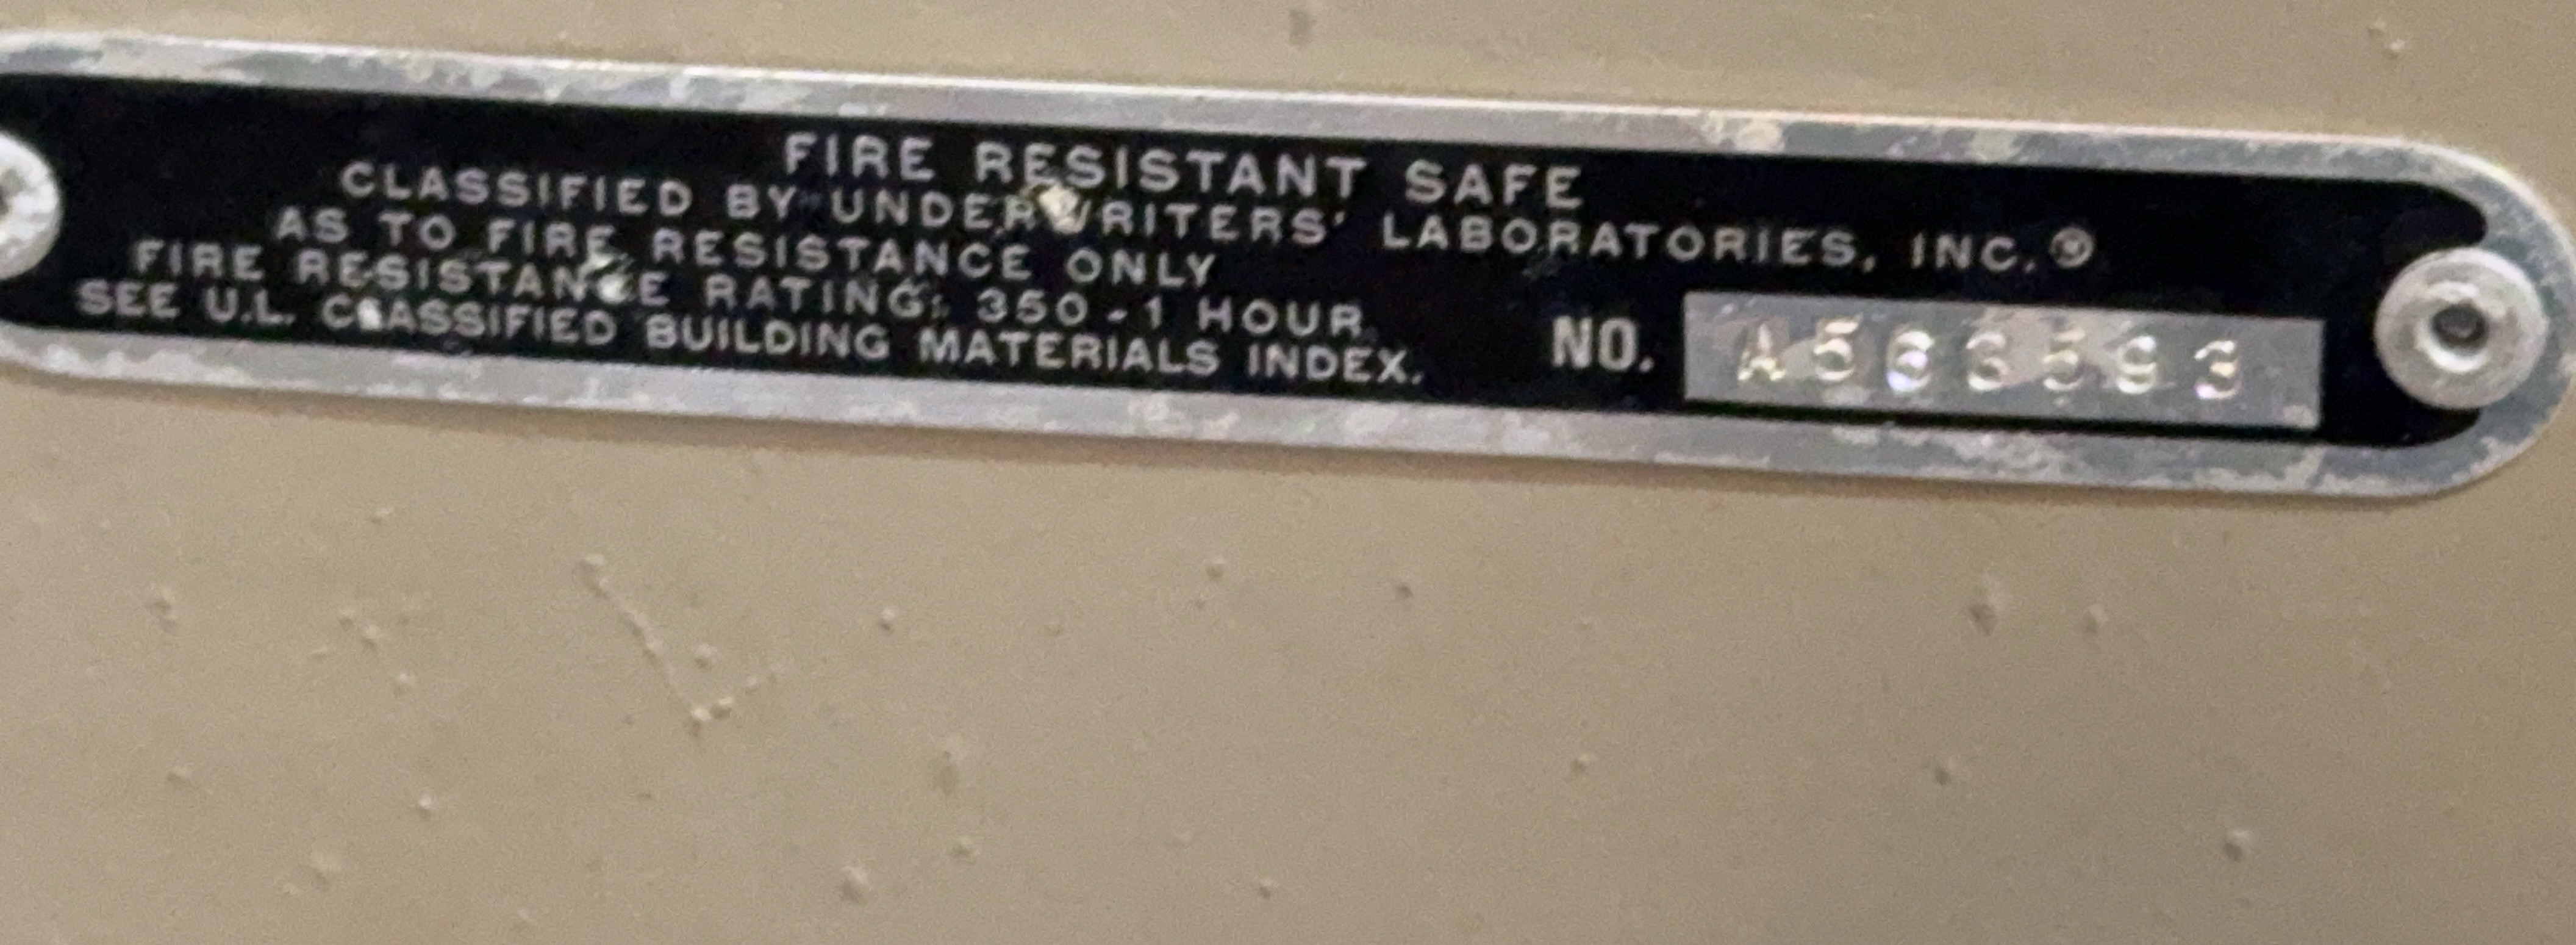 FIRE RESISTANT SAFE
CLASSIFIED BY UNDERWRITERS' LABORATORIES, INC.®
AS TO FIRE RESISTANCE ONLY
FIRE RESISTANCE RATING: 350-1 HOUR
SEE U.L. CLASSIFIED BUILDING MATERIALS INDEX.
NO.